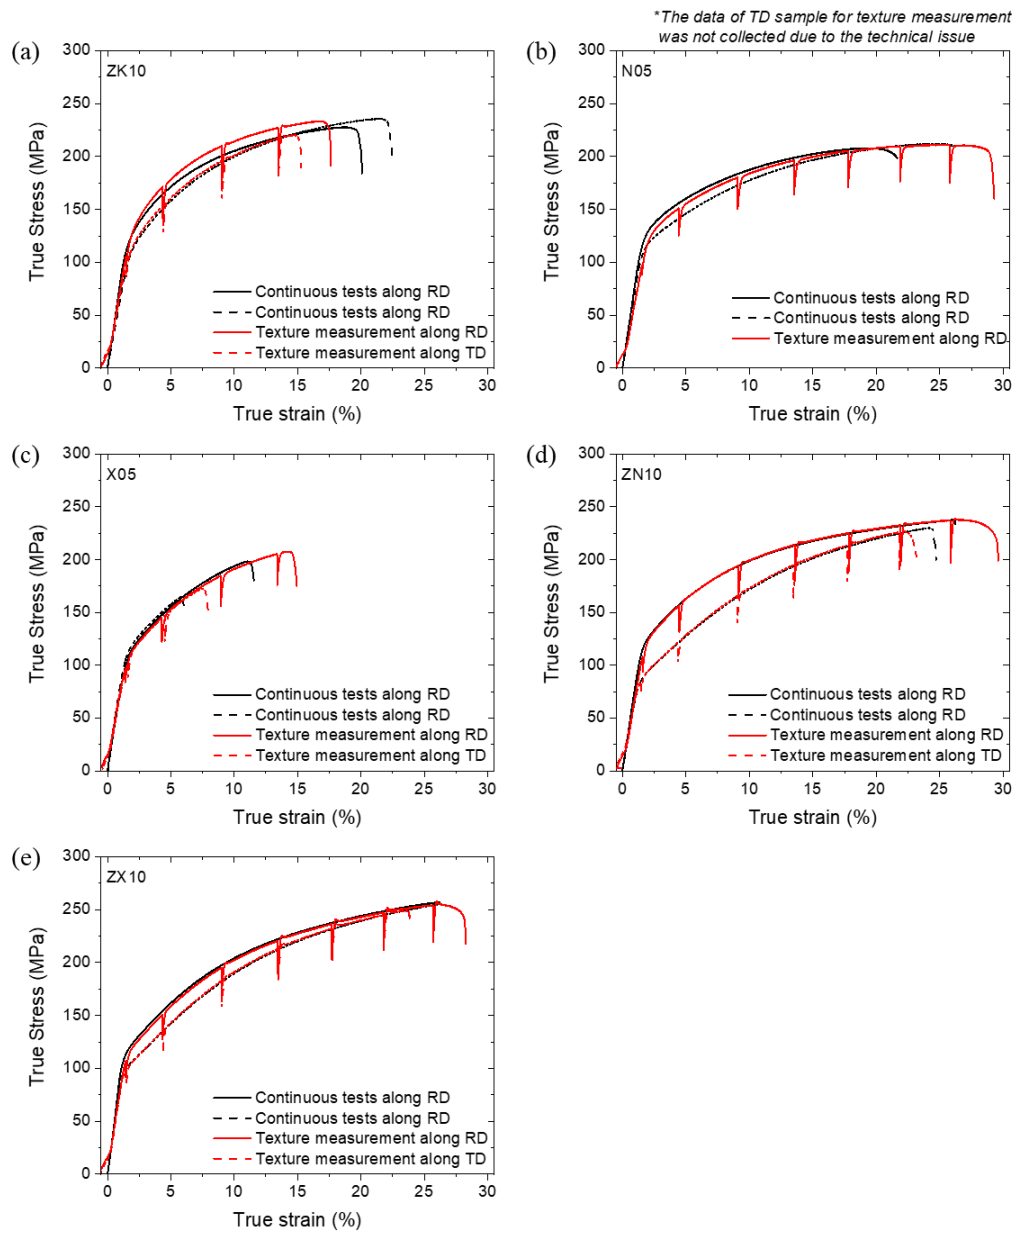 *The data of TD sample for texture measurement
was not collected due to the technical issue
(a)
ZK10
300
250
200
150
100
50
0
True Stress (MPa)
Continuous tests along RD
Continuous tests along RD
Texture measurement along RD
Texture measurement along TD
0 5 10 15 20 25 30
True strain (%)
(b)
N05
300
250
200
150
100
50
0
True Stress (MPa)
Continuous tests along RD
Continuous tests along RD
Texture measurement along RD
0 5 10 15 20 25 30
True strain (%)
(c)
X05
300
250
200
150
100
50
0
True Stress (MPa)
Continuous tests along RD
Continuous tests along RD
Texture measurement along RD
Texture measurement along TD
0 5 10 15 20 25 30
True strain (%)
(d)
ZN10
300
250
200
150
100
50
0
True Stress (MPa)
Continuous tests along RD
Continuous tests along RD
Texture measurement along RD
Texture measurement along TD
0 5 10 15 20 25 30
True strain (%)
(e)
ZX10
300
250
200
150
100
50
0
True Stress (MPa)
Continuous tests along RD
Continuous tests along RD
Texture measurement along RD
Texture measurement along TD
0 5 10 15 20 25 30
True strain (%)